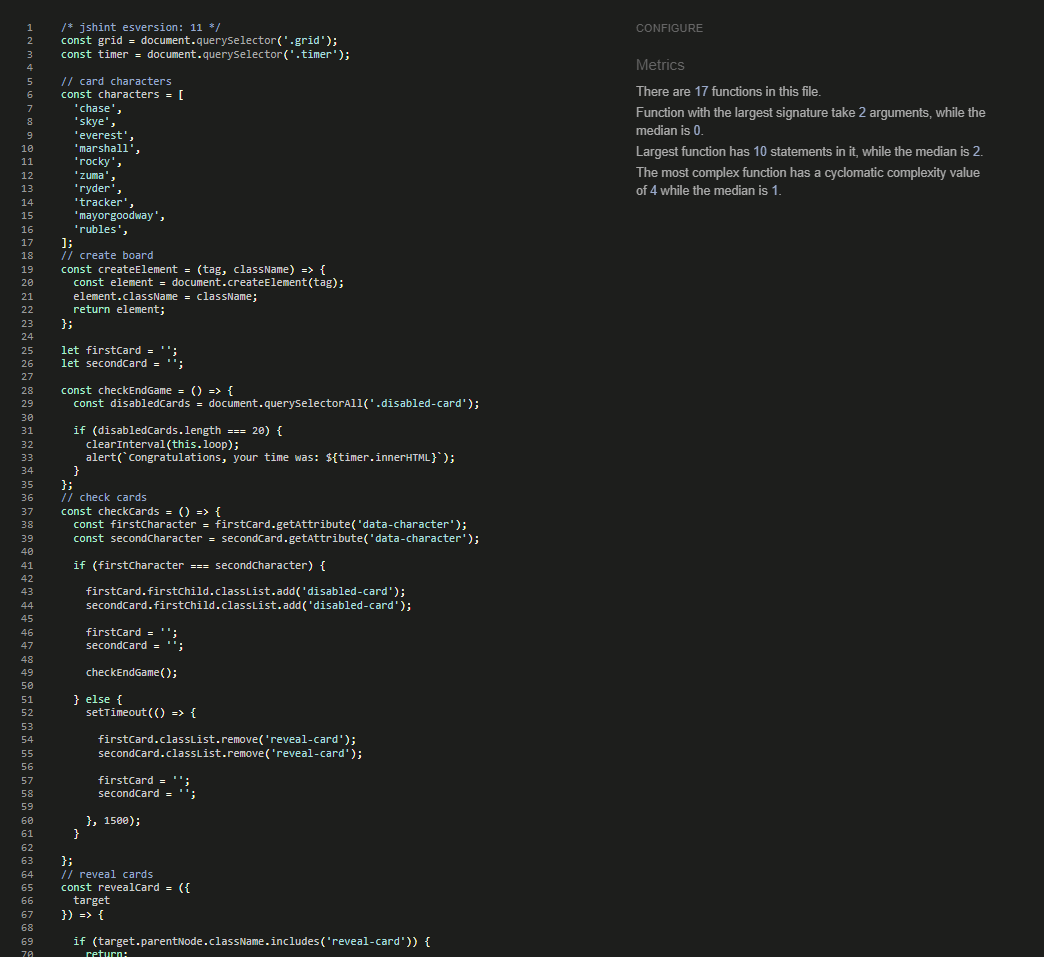 CONFIGURE
1 /* jshint esversion: 11 */
2 const grid = document.querySelector('.grid');
3 const timer = document.querySelector('.timer');
4
5 // card characters
6 const characters = [
7 'chase',
8 'skye',
9 'everest',
10 'marshall',
11 'rocky',
12 'zuma',
13 'ryder',
14 'tracker',
15 'mayorgoodway',
16 'rubles',
17 ];
18 // create board
19 const createElement = (tag, className) => {
20 const element = document.createElement(tag);
21 element.className = className;
22 return element;
23 };
24
25 let firstCard = '';
26 let secondCard = '';
27
28 const checkEndGame = () => {
29 const disabledCards = document.querySelectorAll('.disabled-card');
30
31 if (disabledCards.length === 20) {
32 clearInterval(this.loop);
33 alert(`Congratulations, your time was: ${timer.innerHTML}`);
34 }
35 };
36 // check cards
37 const checkCards = () => {
38 const firstCharacter = firstCard.getAttribute('data-character');
39 const secondCharacter = secondCard.getAttribute('data-character');
40
41 if (firstCharacter === secondCharacter) {
42
43 firstCard.firstChild.classList.add('disabled-card');
44 secondCard.firstChild.classList.add('disabled-card');
45
46 firstCard = '';
47 secondCard = '';
48
49 checkEndGame();
50
51 } else {
52 setTimeout(() => {
53
54 firstCard.classList.remove('reveal-card');
55 secondCard.classList.remove('reveal-card');
56
57 firstCard = '';
58 secondCard = '';
59
60 }, 1500);
61 }
62
63 };
64 // reveal cards
65 const revealCard = ({
66 target
67 }) => {
68
69 if (target.parentNode.className.includes('reveal-card')) {
70 return;
Metrics
There are 17 functions in this file.
Function with the largest signature take 2 arguments, while the
median is 0.
Largest function has 10 statements in it, while the median is 2.
The most complex function has a cyclomatic complexity value
of 4 while the median is 1.